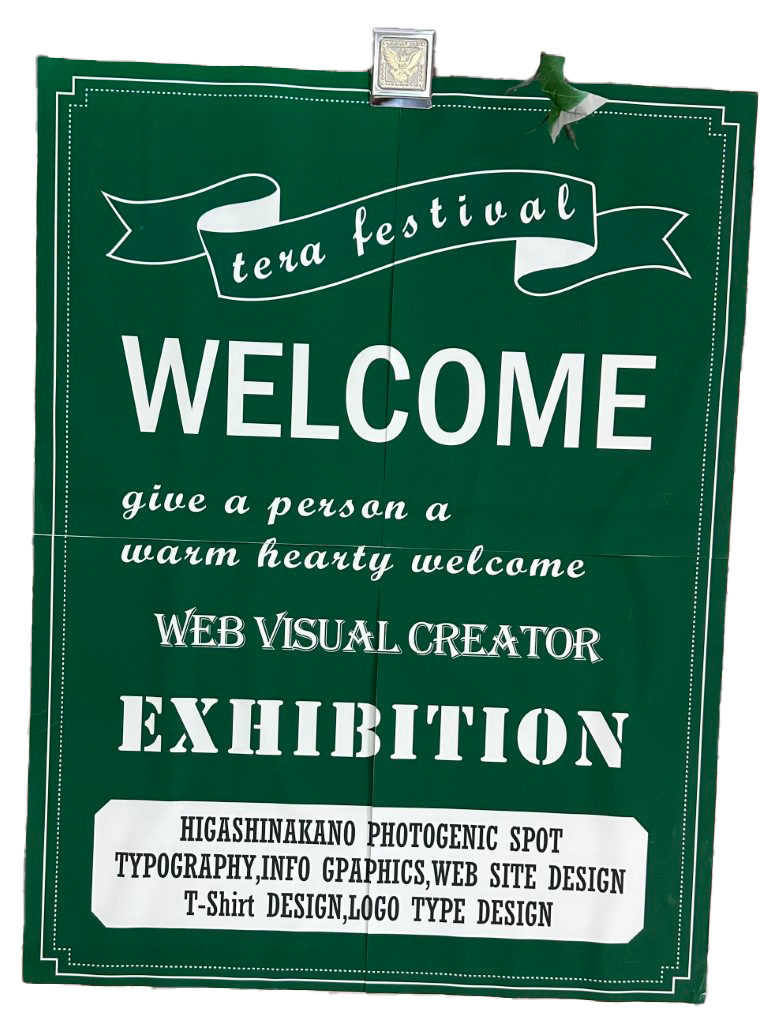 tera festival
WELCOME
give a person a
warm hearty welcome
WEB VISUAL CREATOR
EXHIBITION
HIGASHINAKANO PHOTOGENIC SPOT
TYPOGRAPHY,INFO GPAPHICS,WEB SITE DESIGN
T-Shirt DESIGN,LOGO TYPE DESIGN